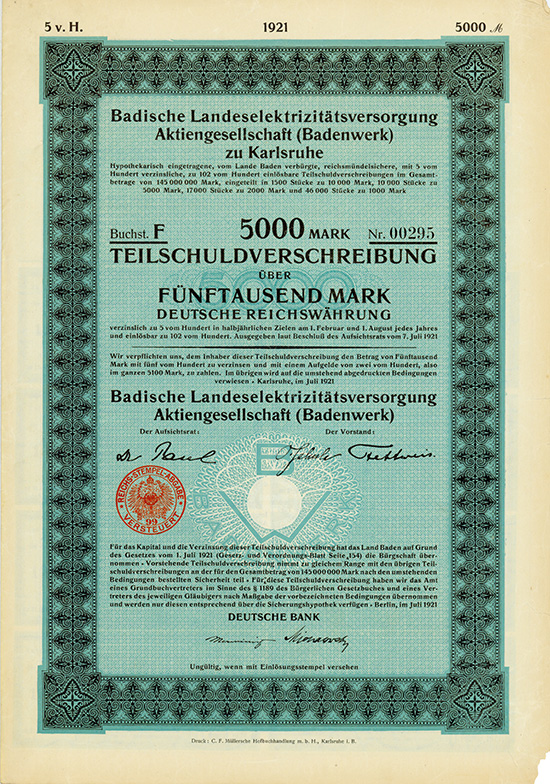 5 v. H. 1921 5000 ℳ
Badische Landeselektrizitätsversorgung
Aktiengesellschaft (Badenwerk)
zu Karlsruhe
Hypothekarisch eingetragene, vom Lande Baden verbürgte, reichsmündelsichere, mit 5 vom
Hundert verzinsliche, zu 102 vom Hundert einlösbare Teilschuldverschreibungen im Gesamt-
betrage von 145 000 000 Mark, eingeteilt in 1500 Stücke zu 10 000 Mark, 10 000 Stücke zu
5000 Mark, 17000 Stücke zu 2000 Mark und 46 000 Stücke zu 1000 Mark
Buchst. F 5000 MARK Nr. 00295
TEILSCHULDVERSCHREIBUNG
ÜBER
FÜNFTAUSEND MARK
DEUTSCHE REICHSWÄHRUNG
verzinslich zu 5 vom Hundert in halbjährlichen Zielen am 1. Februar und 1. August jedes Jahres
und einlösbar zu 102 vom Hundert. Ausgegeben laut Beschluß des Aufsichtsrats vom 7. Juli 1921
Wir verpflichten uns, dem Inhaber dieser Teilschuldverschreibung den Betrag von Fünftausend
Mark mit fünf vom Hundert zu verzinsen und mit einem Aufgelde von zwei vom Hundert, also
im ganzen 5100 Mark, zu zahlen. Im übrigen wird auf die umstehend abgedruckten Bedingungen
verwiesen • Karlsruhe, im Juli 1921
Badische Landeselektrizitätsversorgung
Aktiengesellschaft (Badenwerk)
Der Aufsichtsrat: Der Vorstand:
REICHS-STEMPEL-ABGABE
99
VERSTEUERT
Für das Kapital und die Verzinsung dieser Teilschuldverschreibung hat das Land Baden auf Grund
des Gesetzes vom 1. Juli 1921 (Gesetz- und Verordnungs-Blatt Seite 154) die Bürgschaft über-
nommen • Vorstehende Teilschuldverschreibung nimmt zu gleichem Range mit den übrigen Teil-
schuldverschreibungen an der für den Gesamtbetrag von 145 000 000 Mark nach den umstehenden
Bedingungen bestellten Sicherheit teil • Für diese Teilschuldverschreibung haben wir das Amt
eines Grundbuchvertreters im Sinne des § 1189 des Bürgerlichen Gesetzbuches und eines Ver-
treters des jeweiligen Gläubigers nach Maßgabe der vorbezeichneten Bedingungen übernommen
und werden nur diesen entsprechend über die Sicherungshypothek verfügen • Berlin, im Juli 1921
DEUTSCHE BANK
Ungültig, wenn mit Einlösungsstempel versehen
Druck: C. F. Müllersche Hofbuchhandlung m. b. H., Karlsruhe i. B.